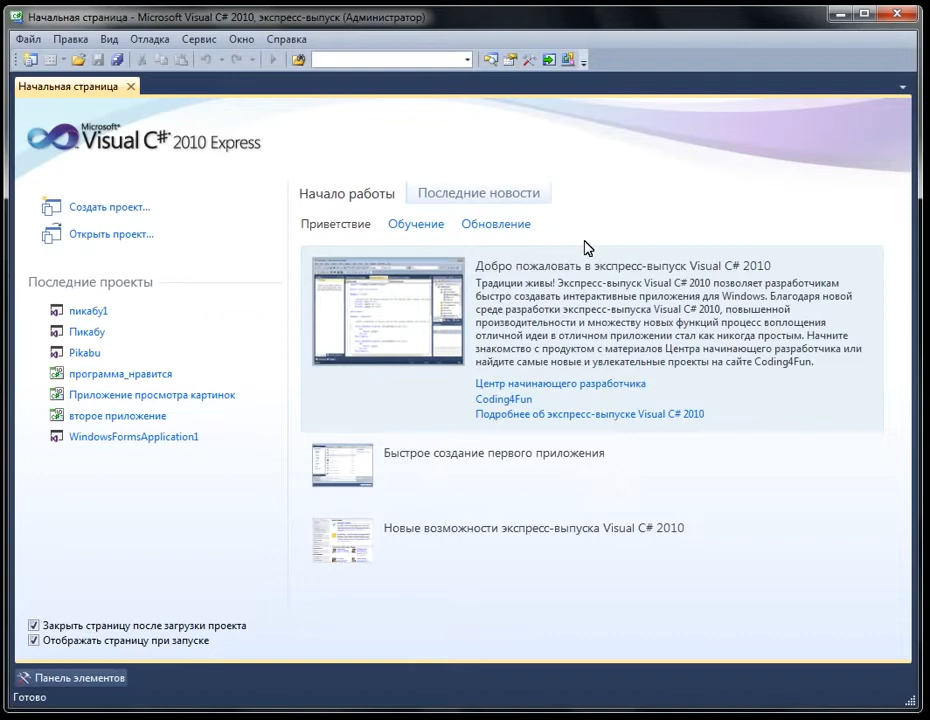 Начальная страница - Microsoft Visual C# 2010, экспресс-выпуск (Администратор)
Файл Правка Вид Отладка Сервис Окно Справка
Начальная страница
Microsoft®
Visual C#® 2010 Express
Создать проект...
Открыть проект...
Последние проекты
пикабу1
Пикабу
Pikabu
программа_нравится
Приложение просмотра картинок
второе приложение
WindowsFormsApplication1
Закрыть страницу после загрузки проекта
Отображать страницу при запуске
Начало работы Последние новости
Приветствие Обучение Обновление
Добро пожаловать в экспресс-выпуск Visual C# 2010
Традиции живы! Экспресс-выпуск Visual C# 2010 позволяет разработчикам
быстро создавать интерактивные приложения для Windows. Благодаря новой
среде разработки экспресс-выпуска Visual C# 2010, повышенной
производительности и множеству новых функций процесс воплощения
отличной идеи в отличном приложении стал как никогда простым. Начните
знакомство с продуктом с материалов Центра начинающего разработчика или
найдите самые новые и увлекательные проекты на сайте Coding4Fun.
Центр начинающего разработчика
Coding4Fun
Подробнее об экспресс-выпуске Visual C# 2010
Быстрое создание первого приложения
Новые возможности экспресс-выпуска Visual C# 2010
Панель элементов
Готово